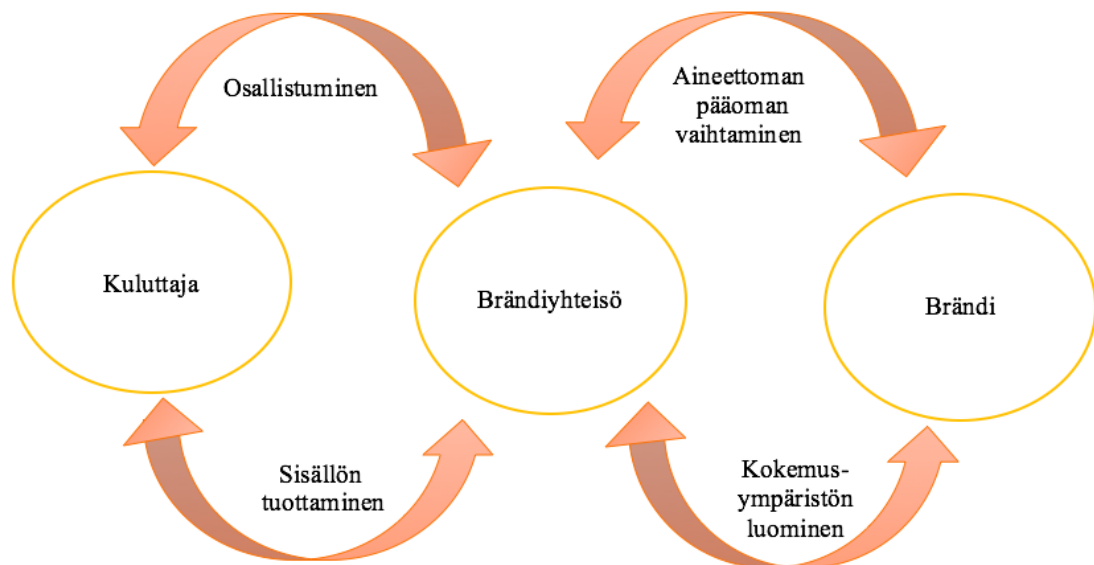 Osallistuminen
Aineettoman
pääoman
vaihtaminen
Kuluttaja
Brändiyhteisö
Brändi
Sisällön
tuottaminen
Kokemus-
ympäristön
luominen